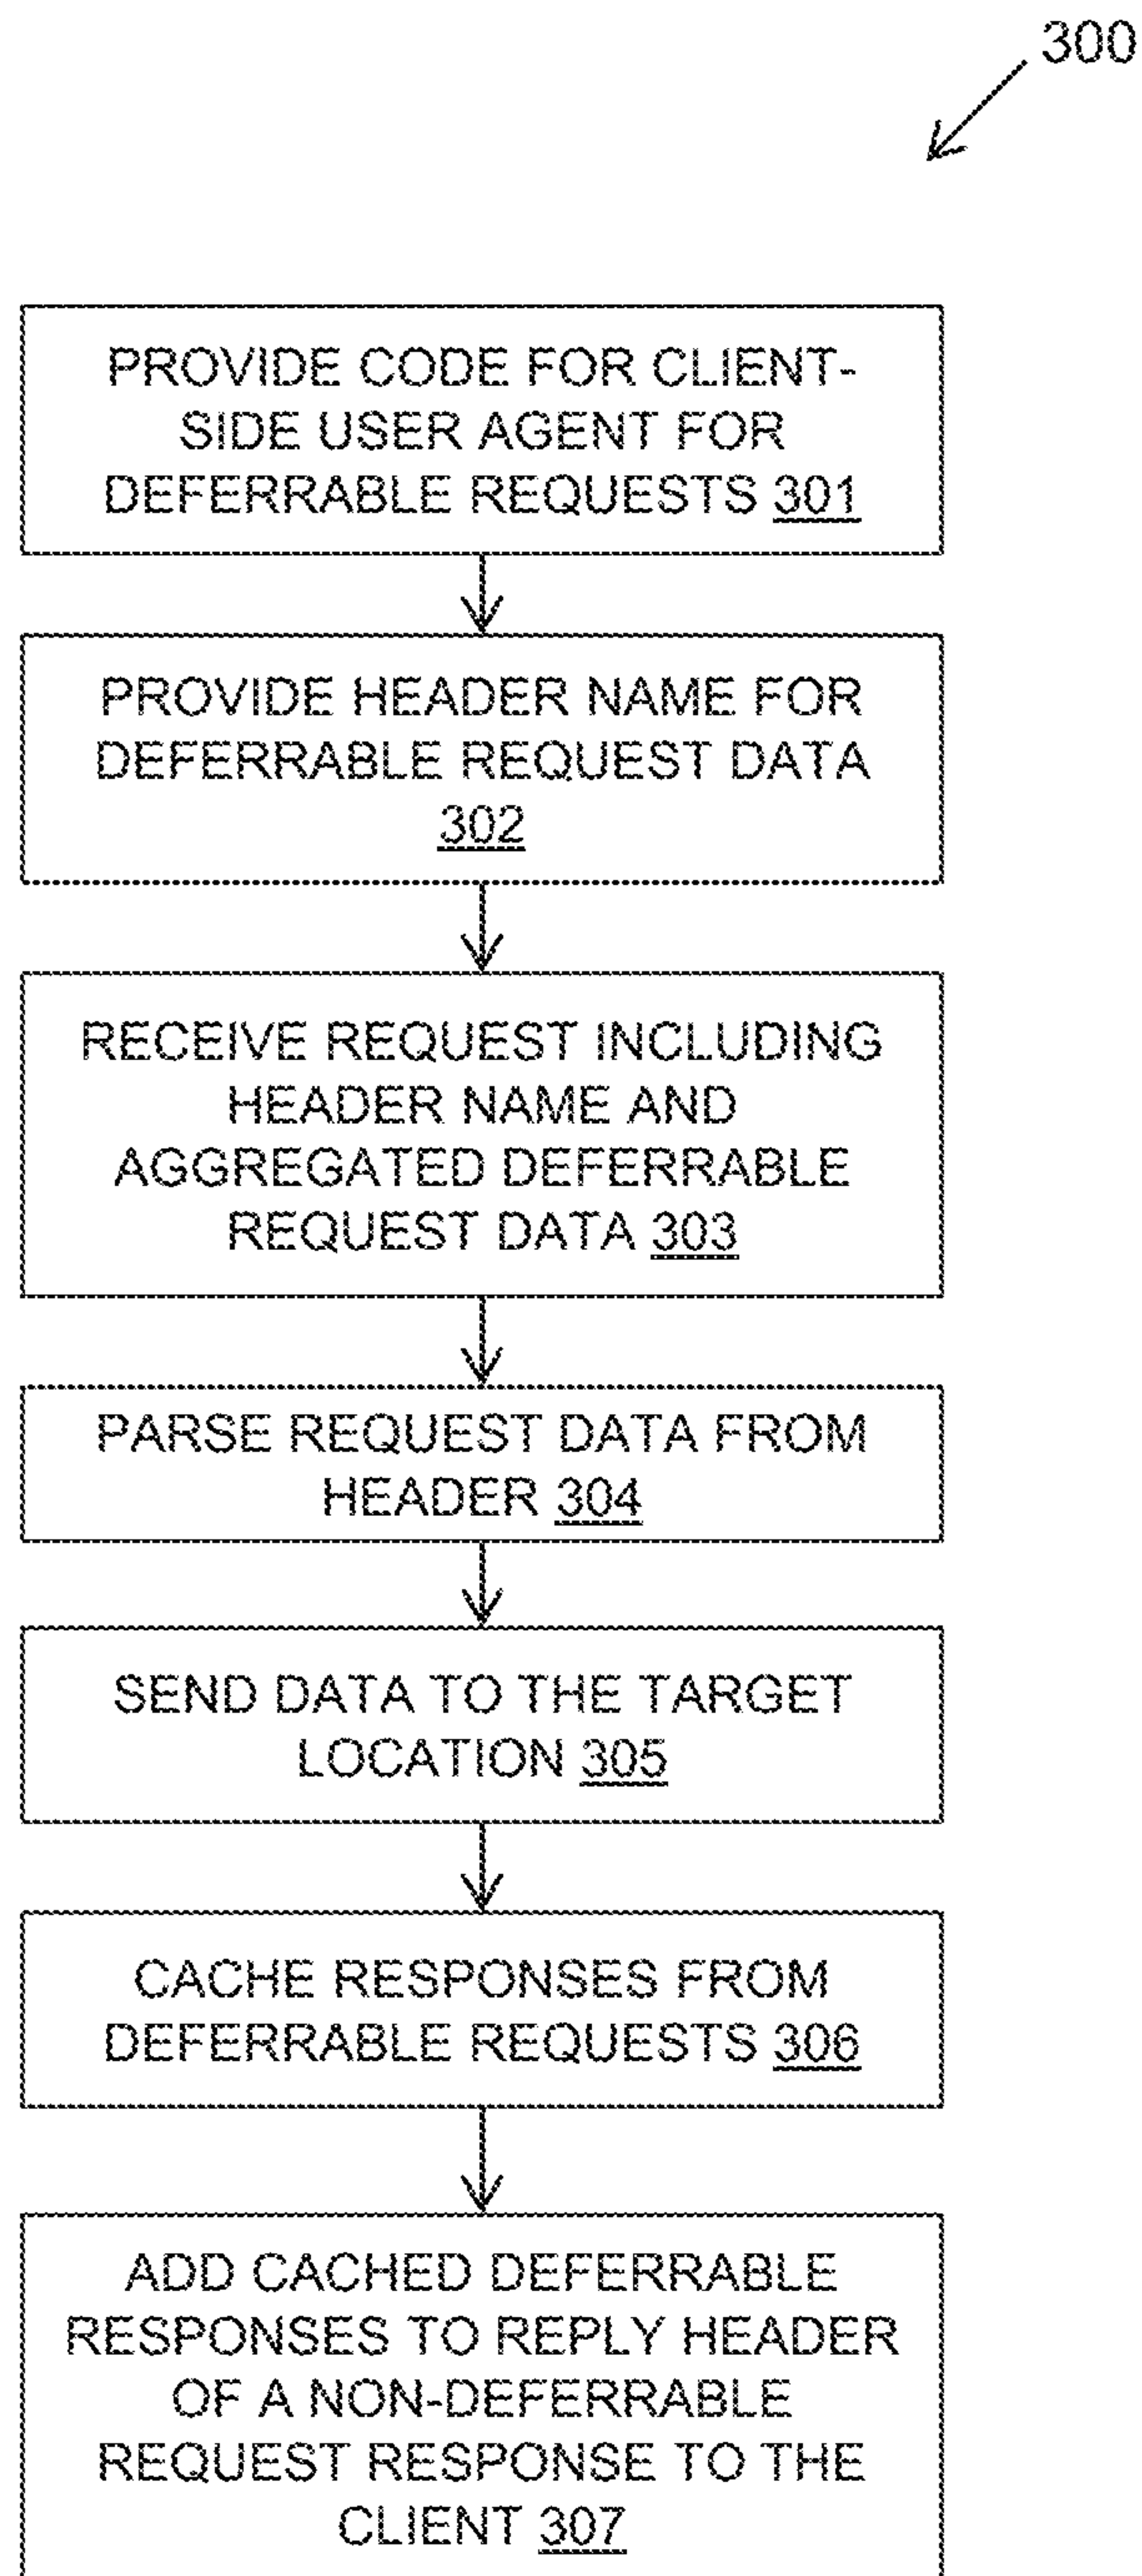 300
PROVIDE CODE FOR CLIENT-
SIDE USER AGENT FOR
DEFERRABLE REQUESTS 301
PROVIDE HEADER NAME FOR
DEFERRABLE REQUEST DATA
302
RECEIVE REQUEST INCLUDING
HEADER NAME AND
AGGREGATED DEFERRABLE
REQUEST DATA 303
PARSE REQUEST DATA FROM
HEADER 304
SEND DATA TO THE TARGET
LOCATION 305
CACHE RESPONSES FROM
DEFERRABLE REQUESTS 306
ADD CACHED DEFERRABLE
RESPONSES TO REPLY HEADER
OF A NON-DEFERRABLE
REQUEST RESPONSE TO THE
CLIENT 307